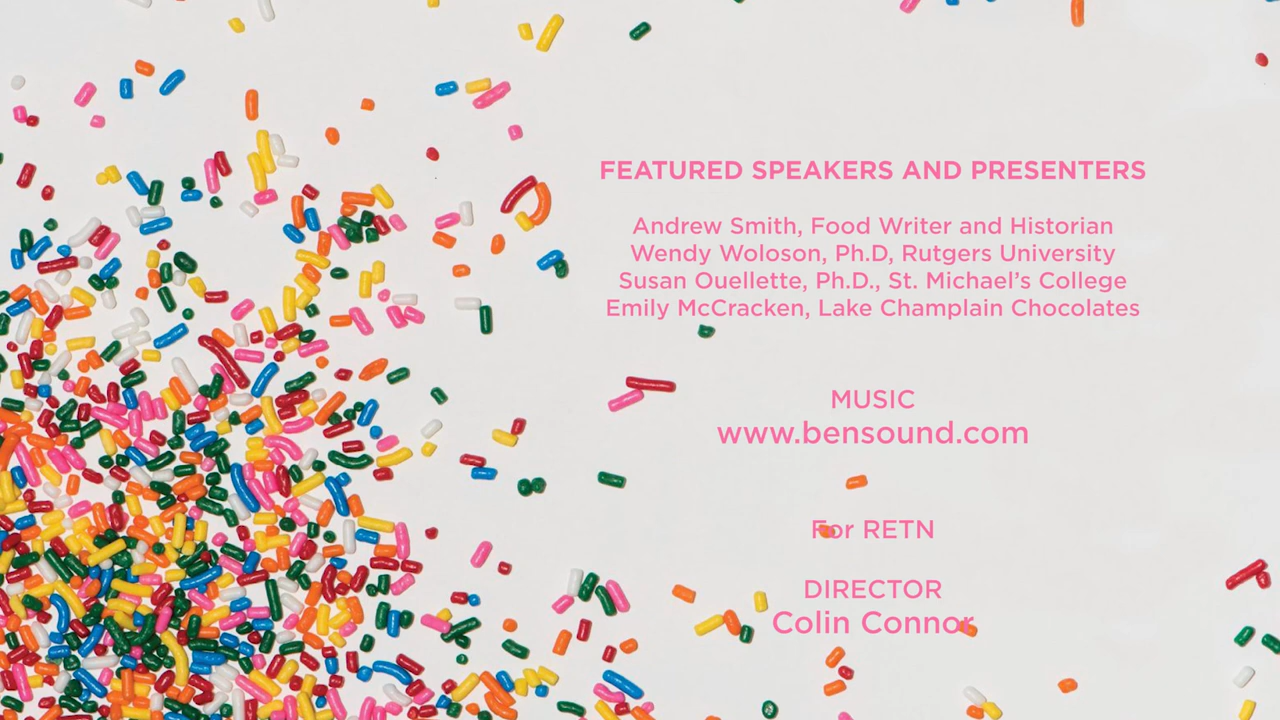 FEATURED SPEAKERS AND PRESENTERS
Andrew Smith, Food Writer and Historian
Wendy Woloson, Ph.D, Rutgers University
Susan Ouellette, Ph.D., St. Michael's College
Emily McCracken, Lake Champlain Chocolates
MUSIC
www.bensound.com
For RETN
DIRECTOR
Colin Connor